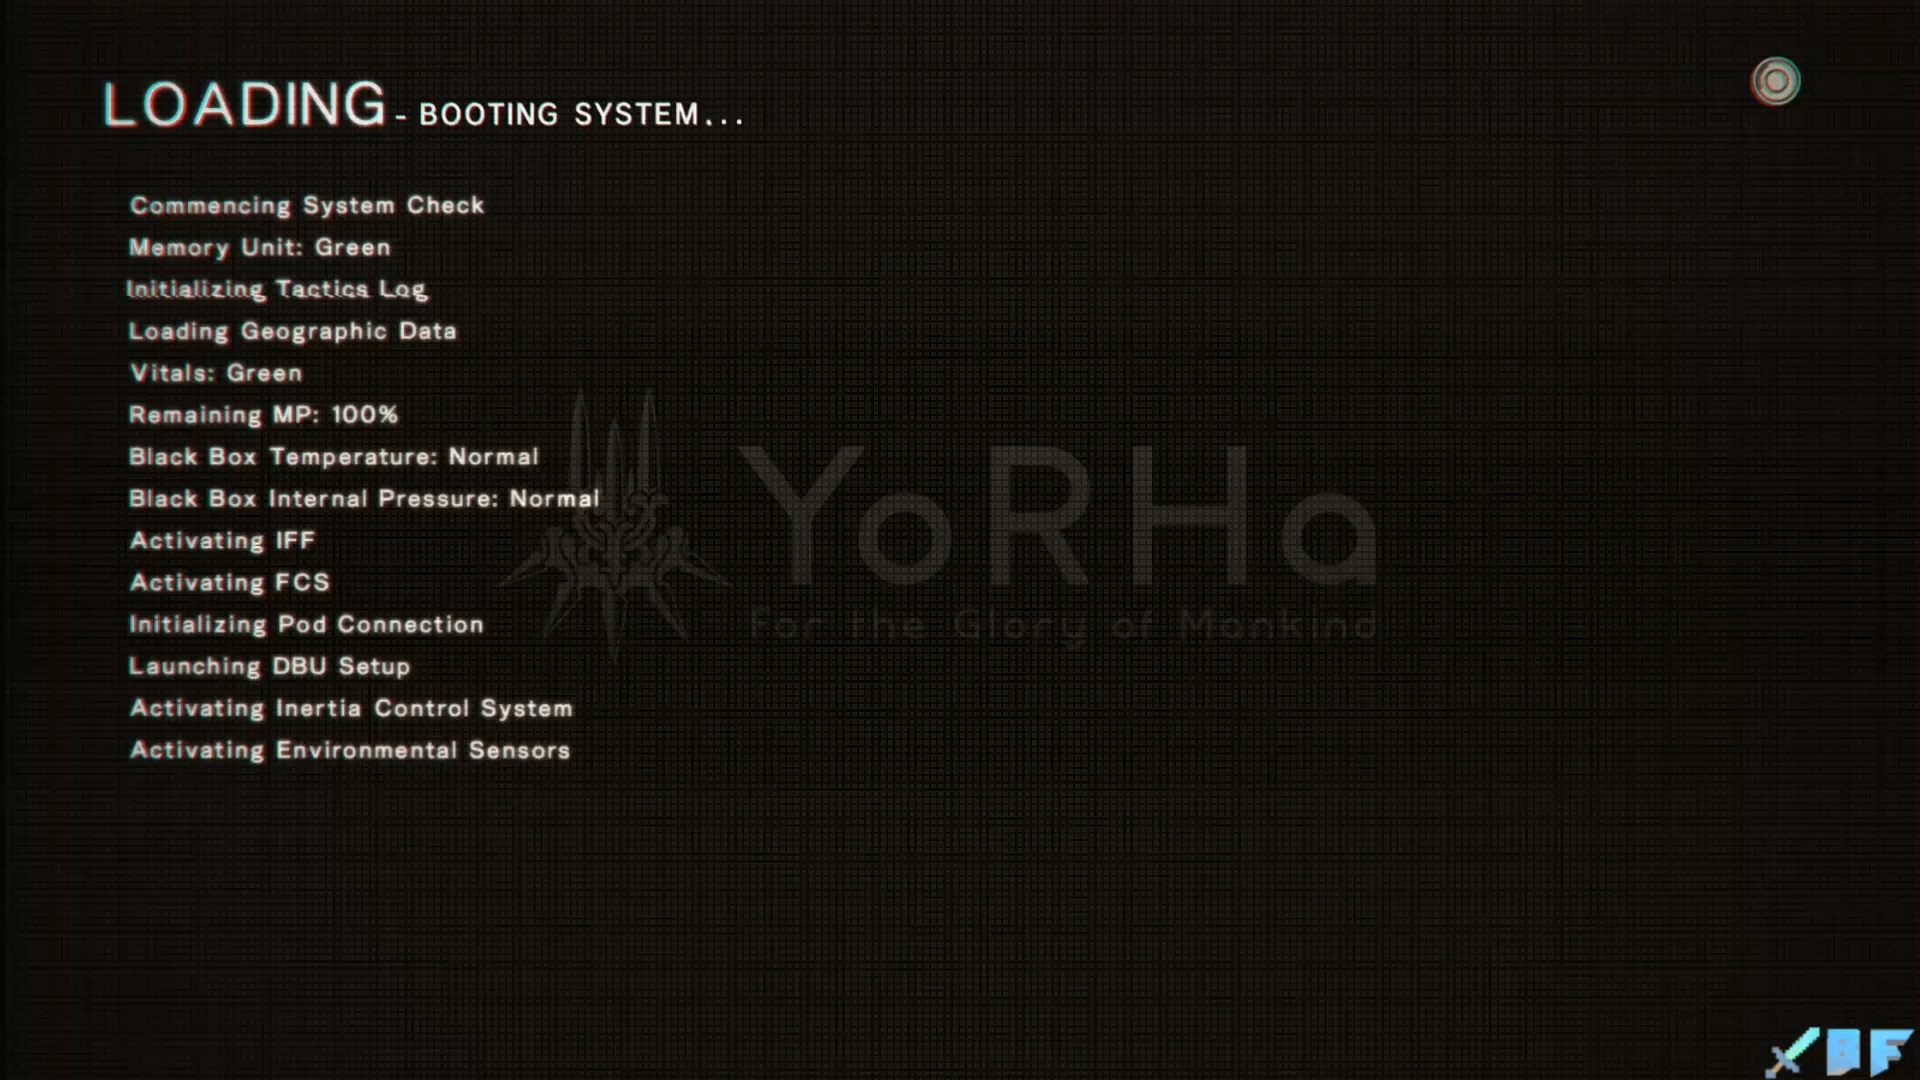 LOADING - BOOTING SYSTEM...
Commencing System Check
Memory Unit: Green
Initializing Tactics Log
Loading Geographic Data
Vitals: Green
Remaining MP: 100%
Black Box Temperature: Normal
Black Box Internal Pressure: Normal
Activating IFF
Activating FCS
Initializing Pod Connection
Launching DBU Setup
Activating Inertia Control System
Activating Environmental Sensors
YoRHa
For the Glory of Mankind
BF